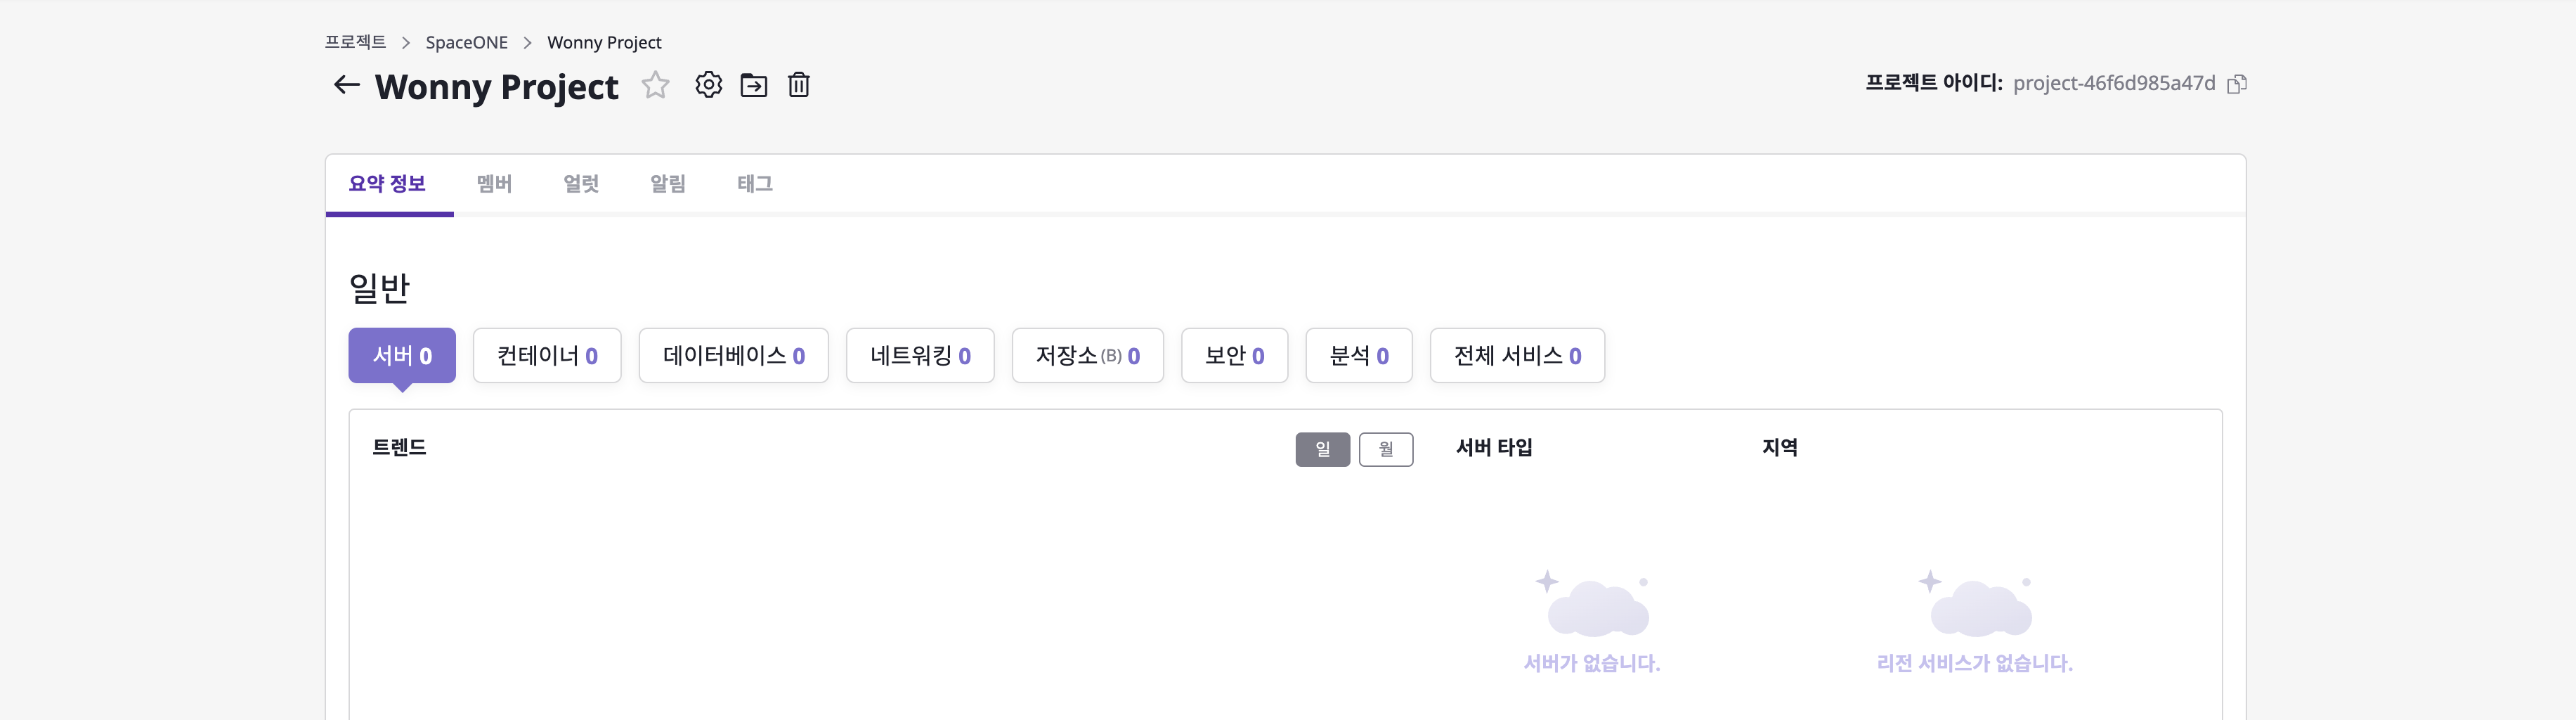 프로젝트 > SpaceONE > Wonny Project
Wonny Project
프로젝트 아이디: project-46f6d985a47d
요약 정보 멤버 얼럿 알림 태그
일반
서버 0 컨테이너 0 데이터베이스 0 네트워킹 0 저장소(B) 0 보안 0 분석 0 전체 서비스 0
트렌드 일 월 서버 타입 지역
서버가 없습니다. 리전 서비스가 없습니다.